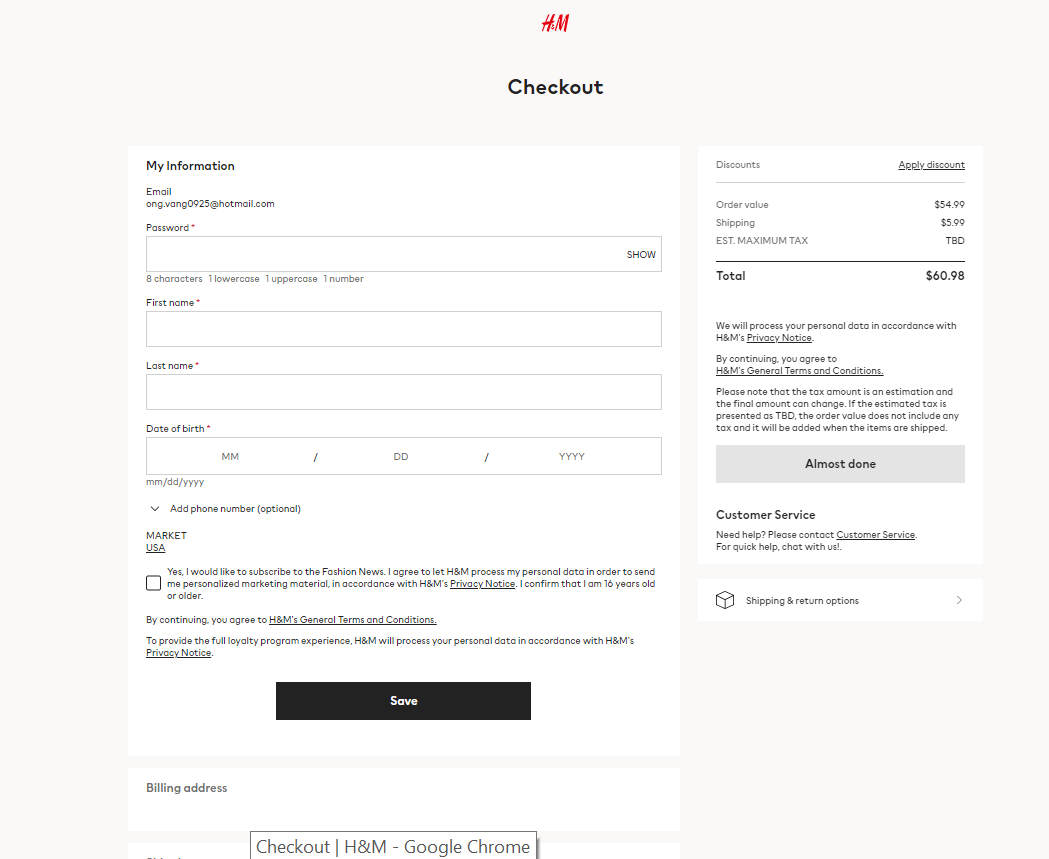 H&M
Checkout
My Information
Email
ong.vang0925@hotmail.com
Password *
SHOW
8 characters 1 lowercase 1 uppercase 1 number
First name *
Last name *
Date of birth *
MM / DD / YYYY
mm/dd/yyyy
Add phone number (optional)
MARKET
USA
Yes, I would like to subscribe to the Fashion News. I agree to let H&M process my personal data in order to send
me personalized marketing material, in accordance with H&M's Privacy Notice. I confirm that I am 16 years old
or older.
By continuing, you agree to H&M's General Terms and Conditions.
To provide the full loyalty program experience, H&M will process your personal data in accordance with H&M's
Privacy Notice.
Save
Billing address
Checkout | H&M - Google Chrome
Discounts Apply discount
Order value $54.99
Shipping $5.99
EST. MAXIMUM TAX TBD
Total $60.98
We will process your personal data in accordance with
H&M's Privacy Notice.
By continuing, you agree to
H&M's General Terms and Conditions.
Please note that the tax amount is an estimation and
the final amount can change. If the estimated tax is
presented as TBD, the order value does not include any
tax and it will be added when the items are shipped.
Almost done
Customer Service
Need help? Please contact Customer Service.
For quick help, chat with us!.
Shipping & return options